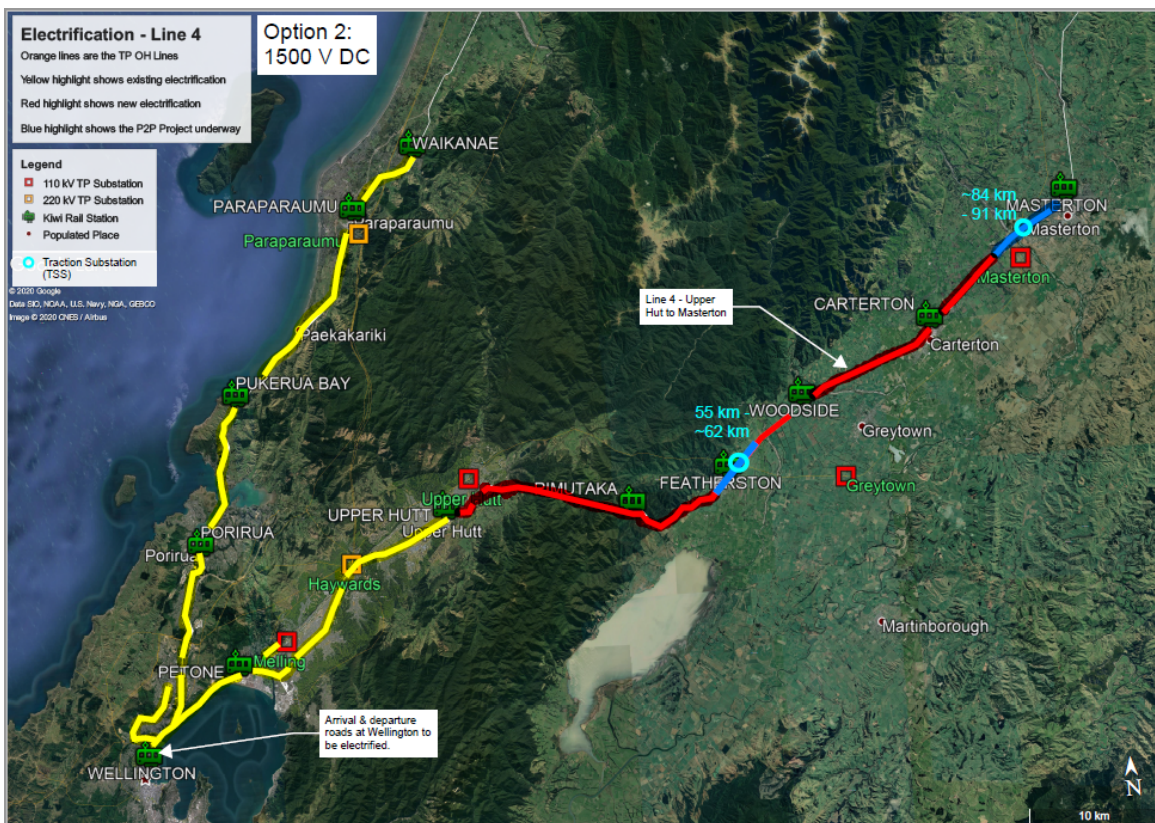 Electrification - Line 4
Orange lines are the TP OH Lines
Yellow highlight shows existing electrification
Red highlight shows new electrification
Blue highlight shows the P2P Project underway
Option 2:
1500 V DC
Legend
110 kV TP Substation
220 kV TP Substation
Kiwi Rail Station
Populated Place
Traction Substation
(TSS)
© 2020 Google
Data SIO, NOAA, U.S. Navy, NGA, GEBCO
Image © 2020 CNES / Airbus
WAIKANAE
PARAPARAUMU
Paraparaumu
Paraparaumu
~84 km
- 91 km
MASTERTON
Masterton
Masterton
Line 4 - Upper
Hut to Masterton
CARTERTON
Carterton
Paekakariki
PUKERUA BAY
WOODSIDE
55 km -
~62 km
Greytown
FEATHERSTON
Greytown
RIMUTAKA
Upper Hutt
UPPER HUTT
Upper Hutt
PORIRUA
Porirua
Haywards
Martinborough
Melling
PETONE
Arrival & departure
roads at Wellington to
be electrified.
WELLINGTON
N
10 km